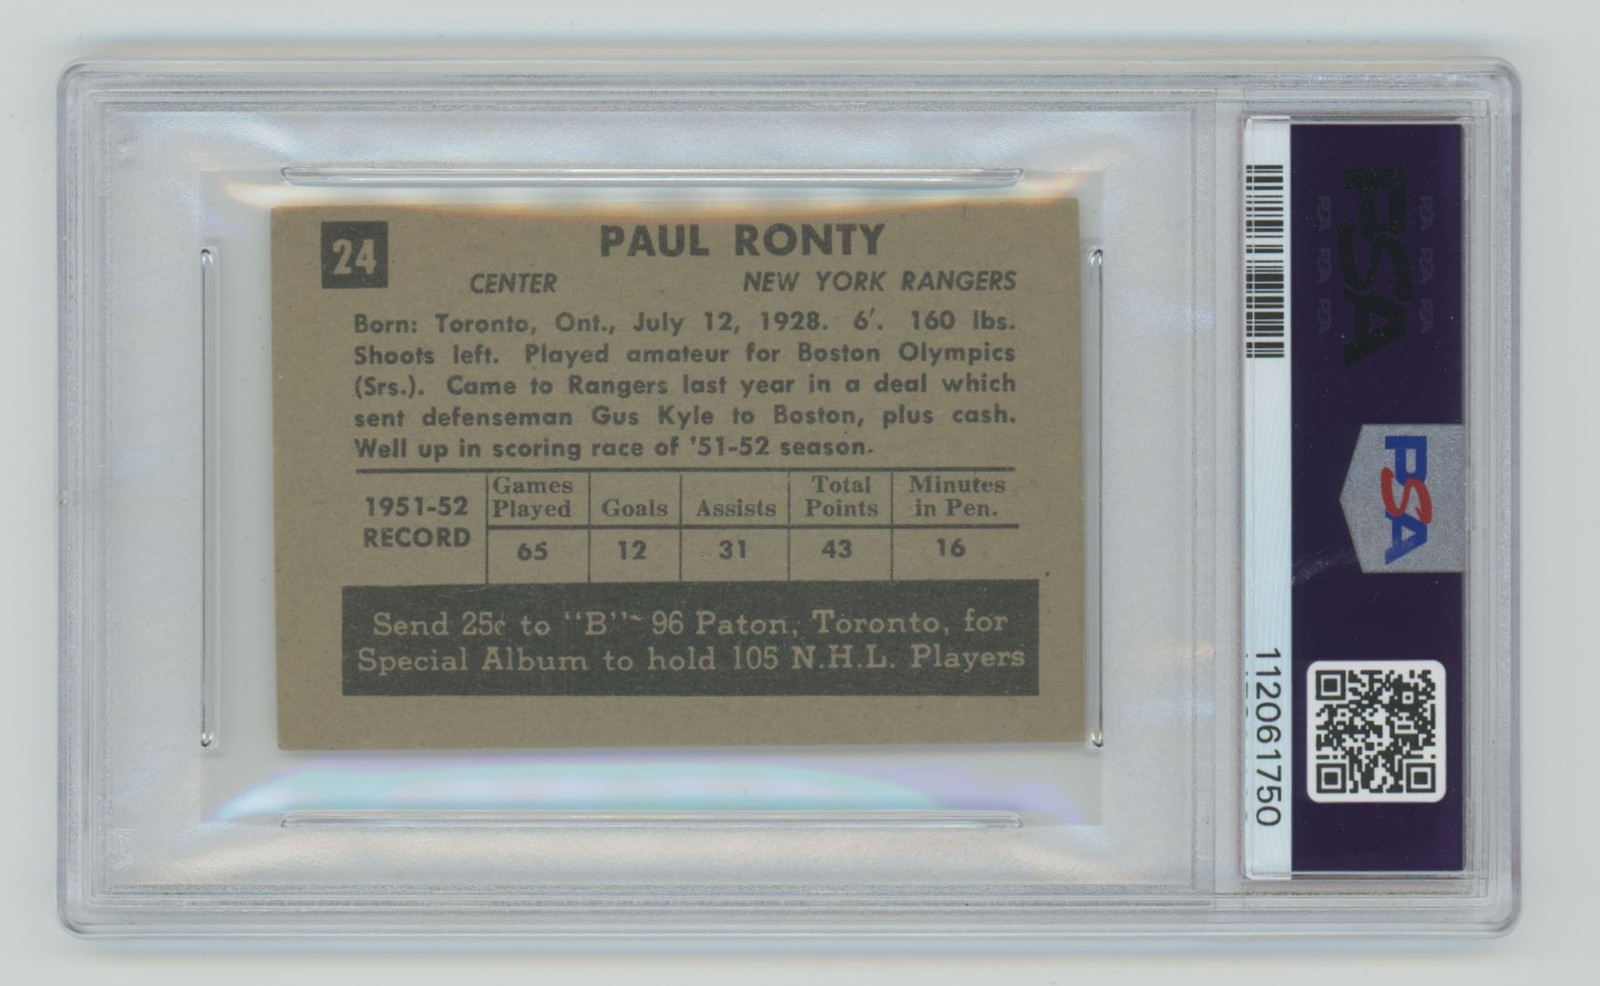 24
PAUL RONTY
CENTER NEW YORK RANGERS
Born: Toronto, Ont., July 12, 1928. 6′. 160 lbs.
Shoots left. Played amateur for Boston Olympics
(Srs.). Came to Rangers last year in a deal which
sent defenseman Gus Kyle to Boston, plus cash.
Well up in scoring race of '51-52 season.
1951-52 RECORD
Games Played Goals Assists Total Points Minutes in Pen.
65 12 31 43 16
Send 25¢ to "B"- 96 Paton, Toronto, for
Special Album to hold 105 N.H.L. Players
PSA
PSA
112061750